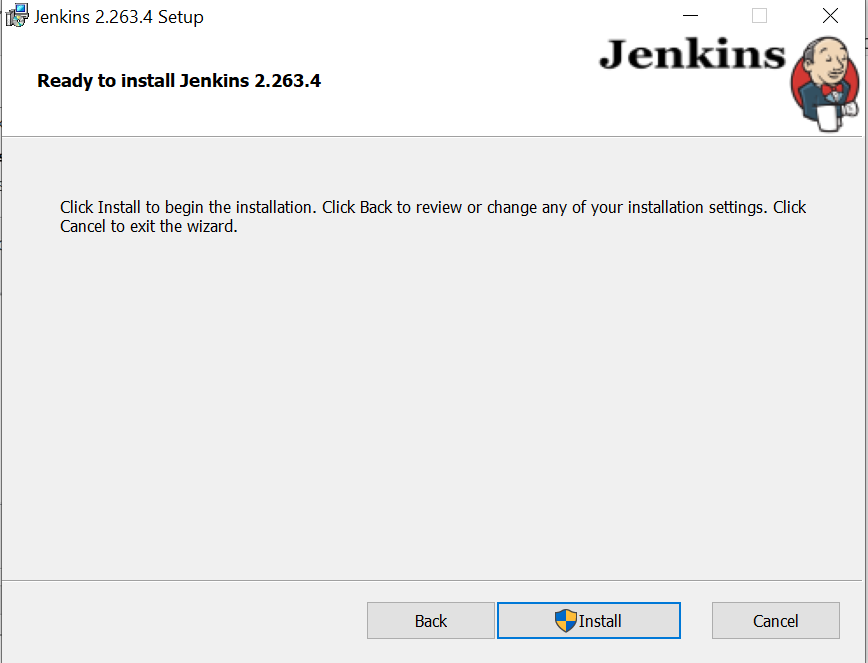 Jenkins 2.263.4 Setup
Jenkins
Ready to install Jenkins 2.263.4
Click Install to begin the installation. Click Back to review or change any of your installation settings. Click
Cancel to exit the wizard.
Back
Install
Cancel